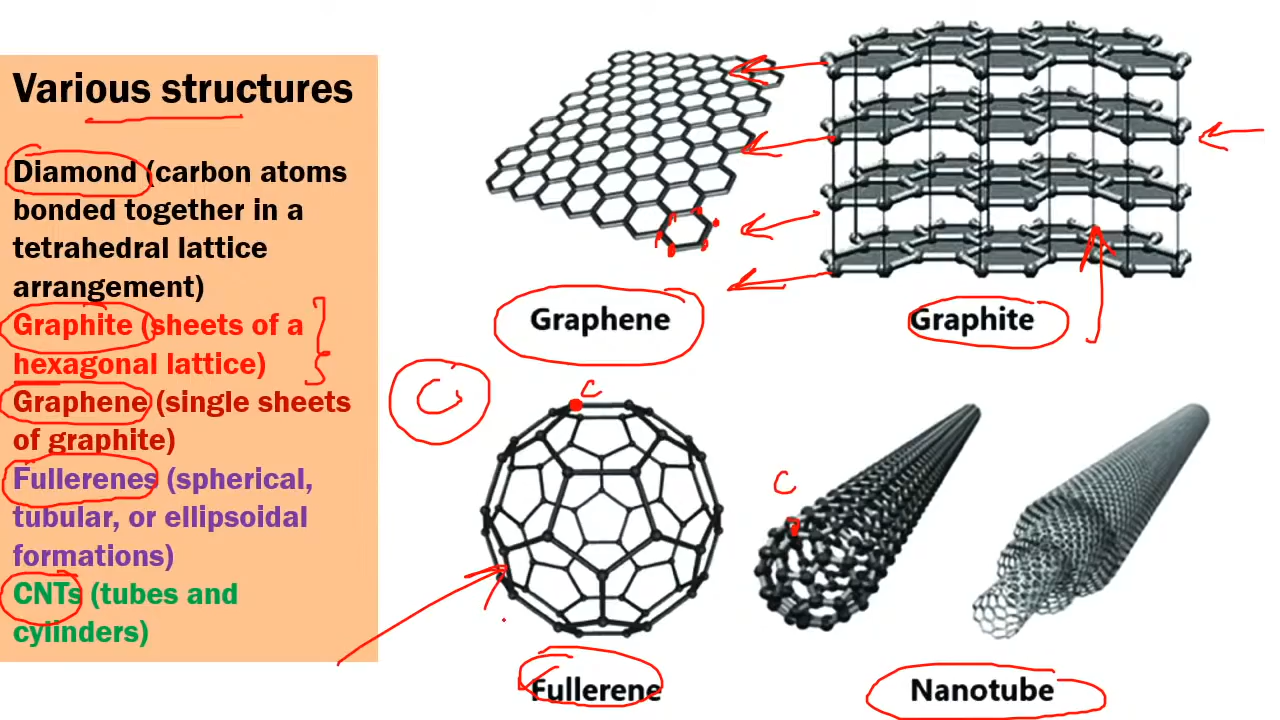 Various structures
Diamond (carbon atoms
bonded together in a
tetrahedral lattice
arrangement)
Graphite (sheets of a
hexagonal lattice)
Graphene (single sheets
of graphite)
Fullerenes (spherical,
tubular, or ellipsoidal
formations)
CNTs (tubes and
cylinders)
Graphene
Graphite
C
C
C
Fullerene
Nanotube